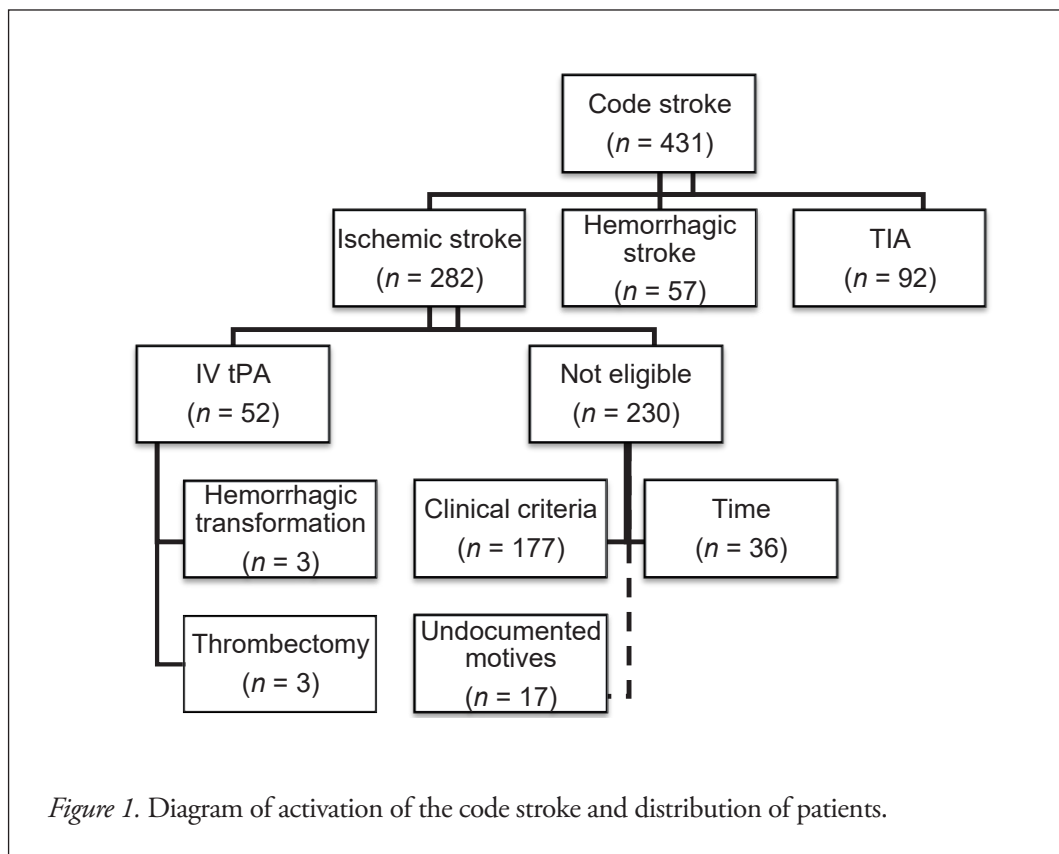 Code stroke
(n = 431)
Ischemic stroke
(n = 282)
Hemorrhagic
stroke
(n = 57)
TIA
(n = 92)
IV tPA
(n = 52)
Not eligible
(n = 230)
Hemorrhagic
transformation
(n = 3)
Clinical criteria
(n = 177)
Time
(n = 36)
Thrombectomy
(n = 3)
Undocumented
motives
(n = 17)
Figure 1. Diagram of activation of the code stroke and distribution of patients.